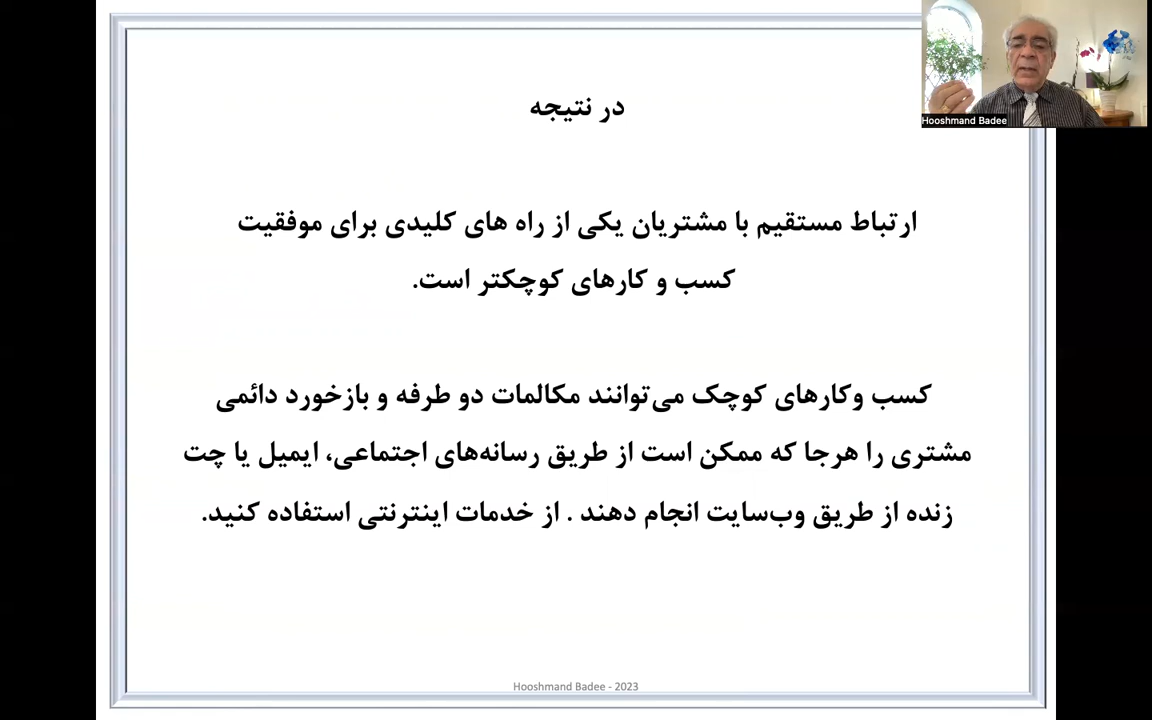 در نتیجه
ارتباط مستقیم با مشتریان یکی از راه های کلیدی برای موفقیت
کسب و کارهای کوچکتر است.
کسب وکارهای کوچک می‌توانند مکالمات دو طرفه و بازخورد دائمی
مشتری را هرجا که ممکن است از طریق رسانه‌های اجتماعی، ایمیل یا چت
زنده از طریق وب‌سایت انجام دهند . از خدمات اینترنتی استفاده کنید.
Hooshmand Badee - 2023
Hooshmand Badee